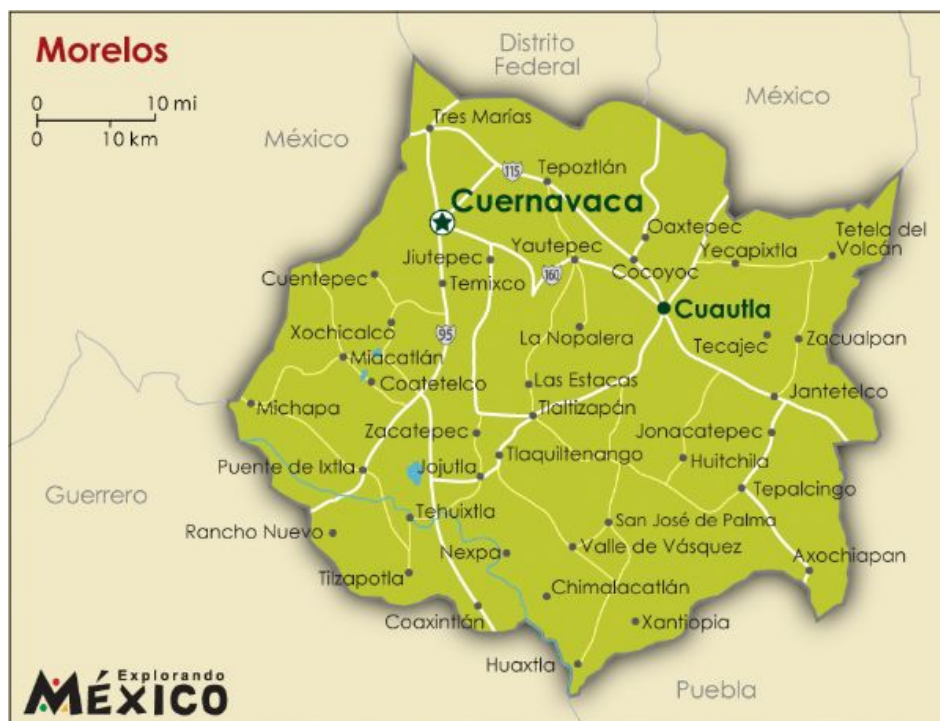 Morelos
Distrito
Federal
México
México
0 10 mi
0 10 km
Tres Marías
115
Tepoztlán
Cuernavaca
Oaxtepec
Tetela del
Volcán
Jiutepec
Yautepec
Yecapixtla
Cuentepec
Temixco
160
Cocoyoc
Cuautla
Xochicalco
95
La Nopalera
Tecajec
Zacualpan
Miacatlán
Coatetelco
Las Estacas
Jantetelco
Michapa
Tlaltizapán
Zacatepec
Jonacatepec
Puente de Ixtla
Jojutla
Tlaquiltenango
Huitchila
Guerrero
Tepalcingo
Tehuixtla
San José de Palma
Rancho Nuevo
Nexpa
Valle de Vásquez
Axochiapan
Tilzapotla
Chimalacatlán
Coaxintlán
Xantiopia
Huaxtla
Puebla
Explorando
MÉXICO